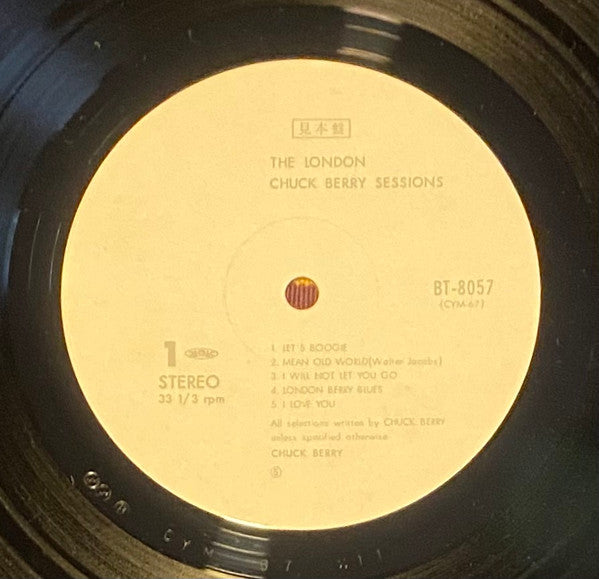 見本盤
THE LONDON
CHUCK BERRY SESSIONS
BT-8057
(CYM-67)
1
STEREO
33 1/3 rpm
1. LET'S BOOGIE
2. MEAN OLD WORLD(Walter Jacobs)
3. I WILL NOT LET YOU GO
4. LONDON BERRY BLUES
5. I LOVE YOU
All selections written by CHUCK BERRY
unless specified otherwise
CHUCK BERRY
Ⓢ
CYM 67